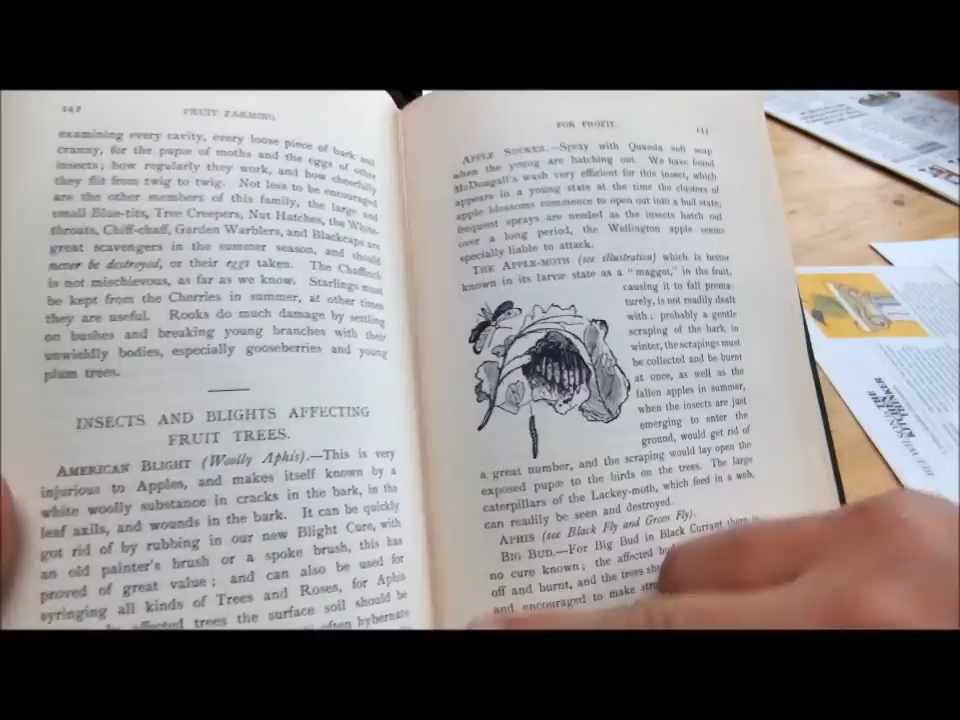 142
FRUIT FARMING
examining every cavity, every loose piece of bark and
cranny, for the pupæ of moths and the eggs of other
insects; how regularly they work, and how cheerfully
they flit from twig to twig. Not less to be encouraged
are the other members of this family, the large and
small Blue-tits, Tree Creepers, Nut Hatches, the White-
throats, Chiff-chaff, Garden Warblers, and Blackcaps are
great scavengers in the summer season, and should
never be destroyed, or their eggs taken. The Chaffinch
is not mischievous, as far as we know. Starlings must
be kept from the Cherries in summer, at other times
they are useful. Rooks do much damage by settling
on bushes and breaking young branches with their
unwieldly bodies, especially gooseberries and young
plum trees.
INSECTS AND BLIGHTS AFFECTING
FRUIT TREES.
AMERICAN BLIGHT (Woolly Aphis).—This is very
injurious to Apples, and makes itself known by a
white woolly substance in cracks in the bark, in the
leaf axils, and wounds in the bark. It can be quickly
got rid of by rubbing in our new Blight Cure, with
an old painter's brush or a spoke brush, this has
proved of great value; and can also be used for
syringing all kinds of Trees and Roses, for Aphis
affected trees the surface soil should be
often hybernate
FOR PROFIT.
143
APPLE SUCKER.—Spray with Quassia soft soap
when the young are hatching out. We have found
McDougall's wash very efficient for this insect, which
appears in a young state at the time the clusters of
apple blossoms commence to open out into a bud state,
frequent sprays are needed as the insects hatch out
over a long period, the Wellington apple seems
specially liable to attack.
THE APPLE-MOTH (see illustration) which is better
known in its larvæ state as a "maggot," in the fruit,
causing it to fall prema-
turely, is not readily dealt
with; probably a gentle
scraping of the bark in
winter, the scrapings must
be collected and be burnt
at once, as well as the
fallen apples in summer,
when the insects are just
emerging to enter the
ground, would get rid of
a great number, and the scraping would lay open the
exposed pupæ to the birds on the trees. The large
caterpillars of the Lackey-moth, which feed in a web,
can readily be seen and destroyed.
APHIS (see Black Fly and Green Fly).
BIG BUD.—For Big Bud in Black Currant there is
no cure known; the affected
off and burnt, and the trees
and encouraged to make
THE
KITCHEN
THINKER